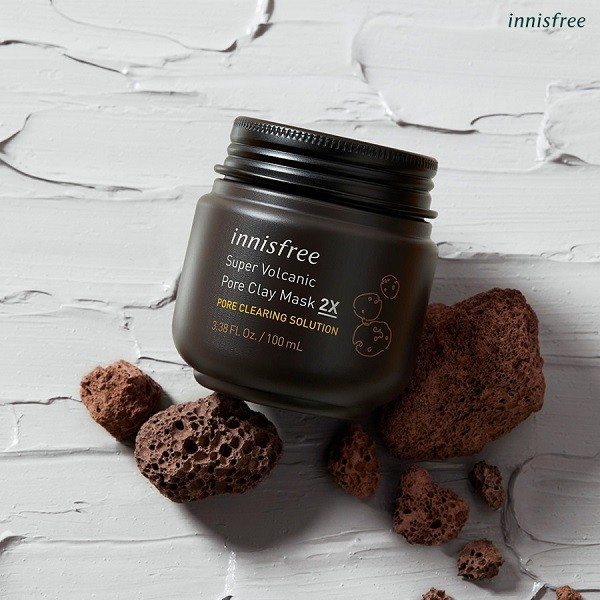 innisfree
innisfree
Super Volcanic
Pore Clay Mask 2X
PORE CLEARING SOLUTION
3.38 Fl. Oz. / 100 mL